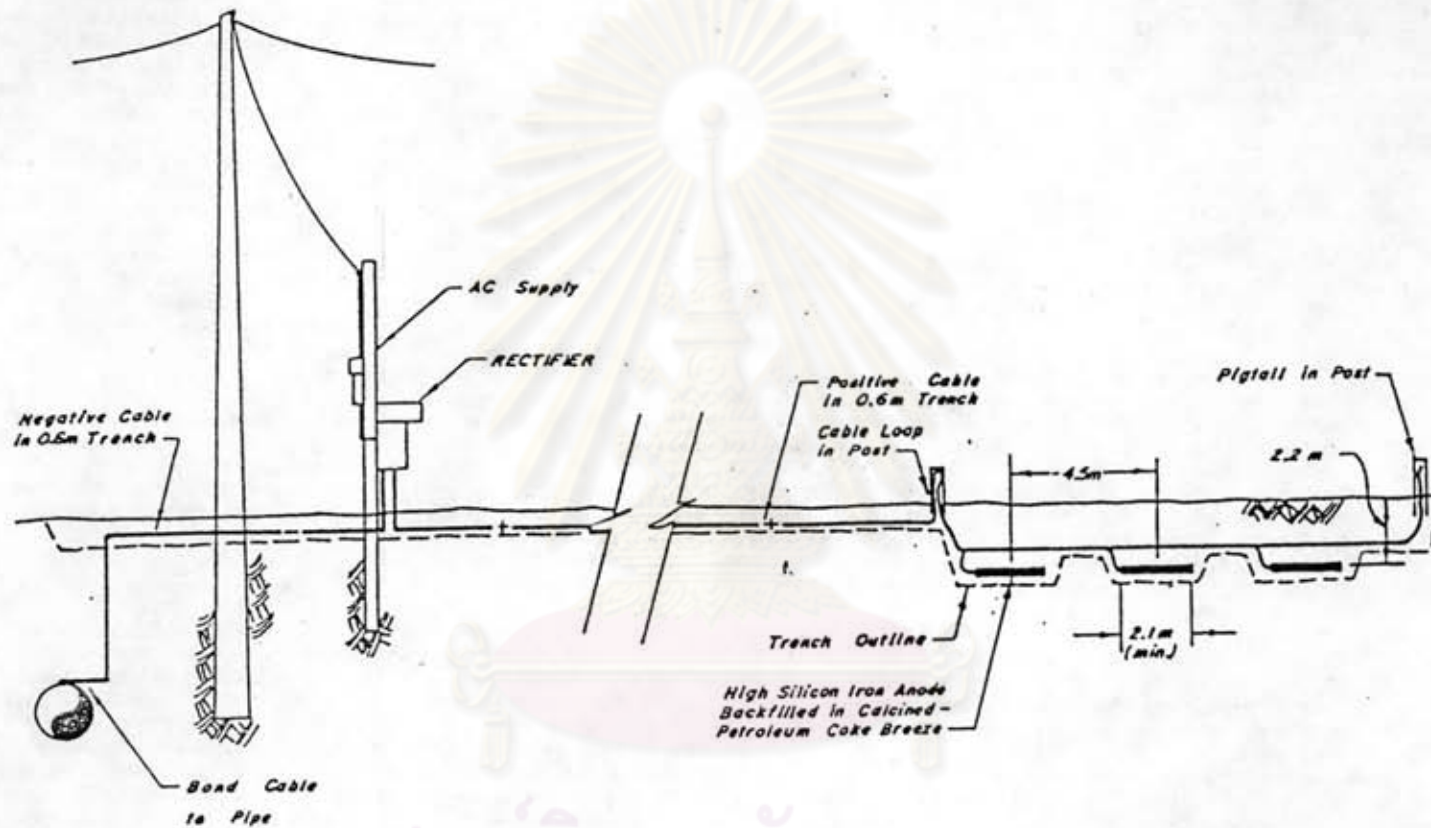 AC Supply
RECTIFIER
Negative Cable
in 0.6m Trench
Positive Cable
in 0.6m Trench
Cable Loop
in Post
Pigtail in Post
4.5m
2.2 m
Trench Outline
2.1m
(min.)
High Silicon Iron Anode
Backfilled in Calcined-
Petroleum Coke Breeze
Bond Cable
to Pipe